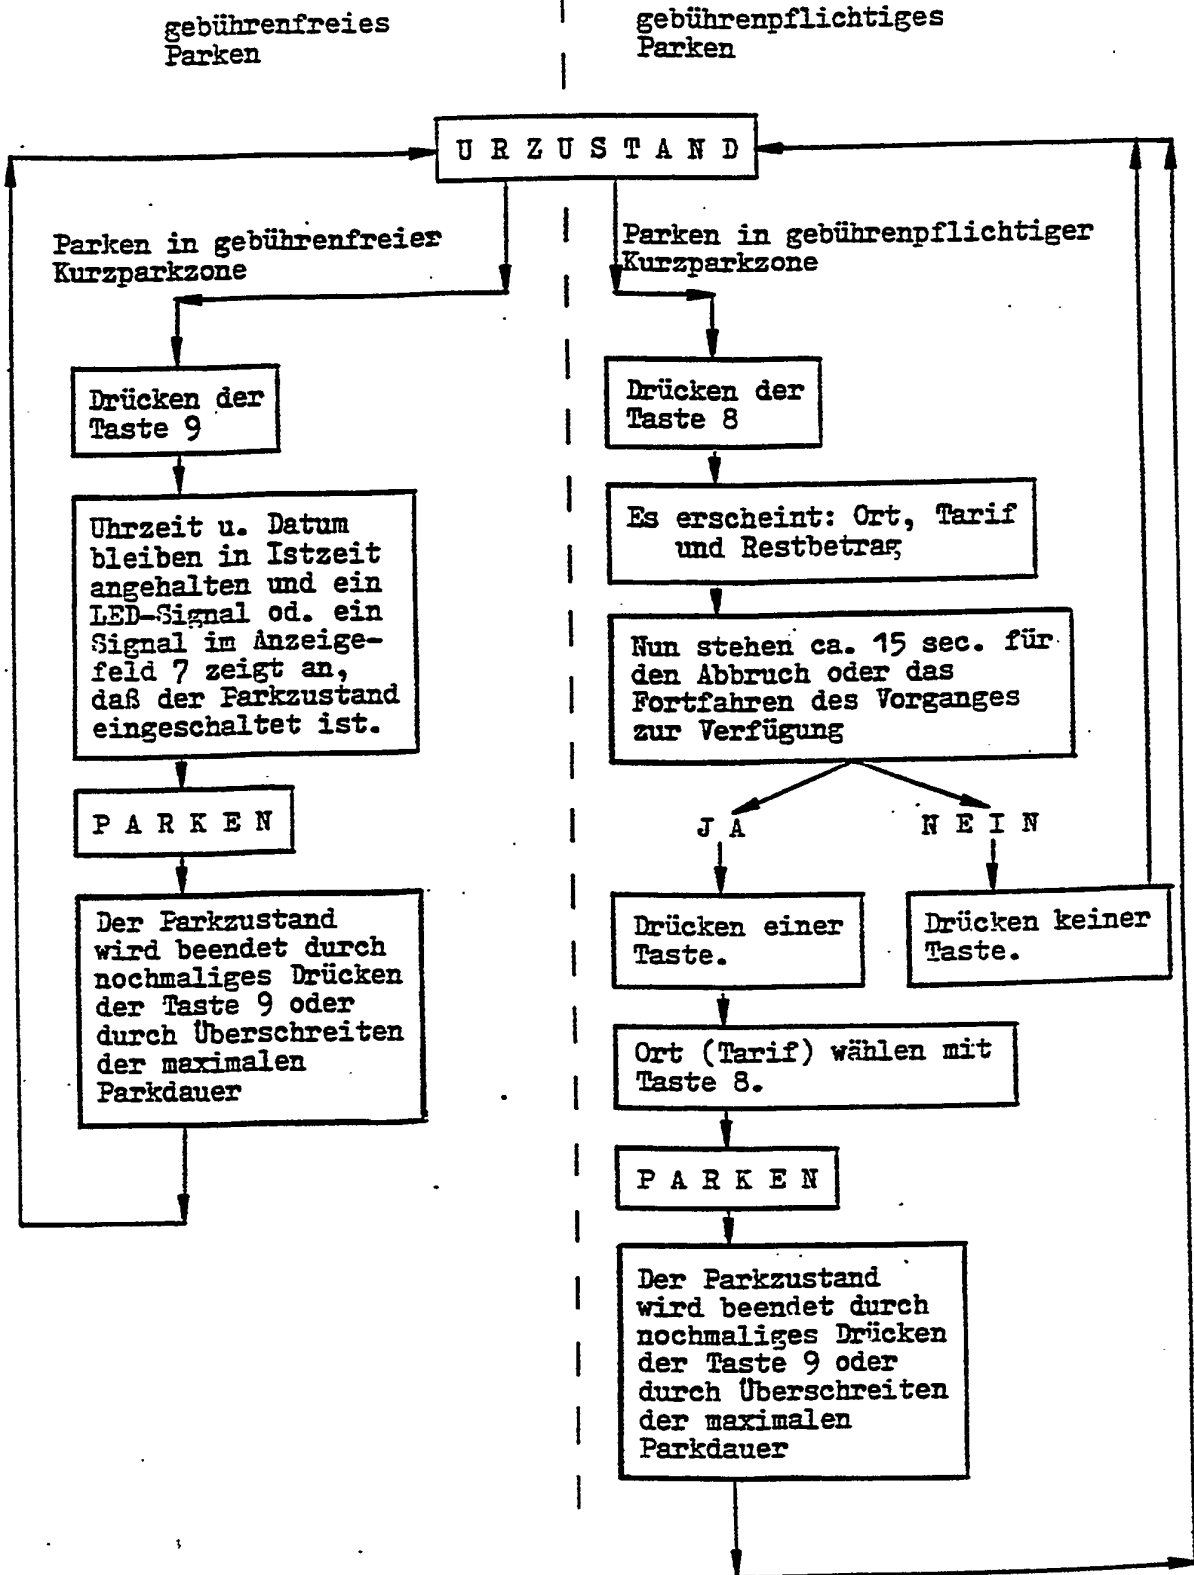 gebührenfreies
Parken
gebührenpflichtiges
Parken
U R Z U S T A N D
Parken in gebührenfreier
Kurzparkzone
Drücken der
Taste 9
Uhrzeit u. Datum
bleiben in Istzeit
angehalten und ein
LED-Signal od. ein
Signal im Anzeige-
feld 7 zeigt an,
daß der Parkzustand
eingeschaltet ist.
P A R K E N
Der Parkzustand
wird beendet durch
nochmaliges Drücken
der Taste 9 oder
durch Überschreiten
der maximalen
Parkdauer
Parken in gebührenpflichtiger
Kurzparkzone
Drücken der
Taste 8
Es erscheint: Ort, Tarif
und Restbetrag
Nun stehen ca. 15 sec. für
den Abbruch oder das
Fortfahren des Vorganges
zur Verfügung
J A
N E I N
Drücken einer
Taste.
Drücken keiner
Taste.
Ort (Tarif) wählen mit
Taste 8.
P A R K E N
Der Parkzustand
wird beendet durch
nochmaliges Drücken
der Taste 9 oder
durch Überschreiten
der maximalen
Parkdauer